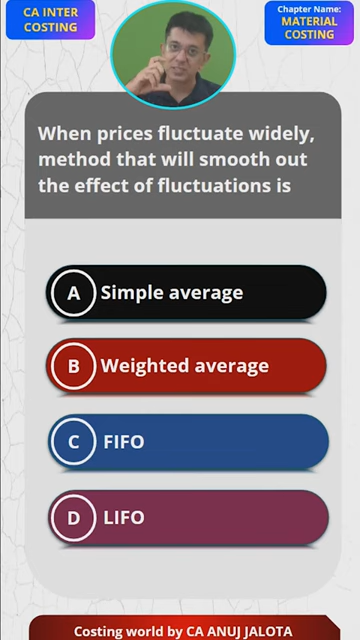 CA INTER
COSTING
Chapter Name:
MATERIAL
COSTING
When prices fluctuate widely,
method that will smooth out
the effect of fluctuations is
A Simple average
B Weighted average
C FIFO
D LIFO
Costing world by CA ANUJ JALOTA